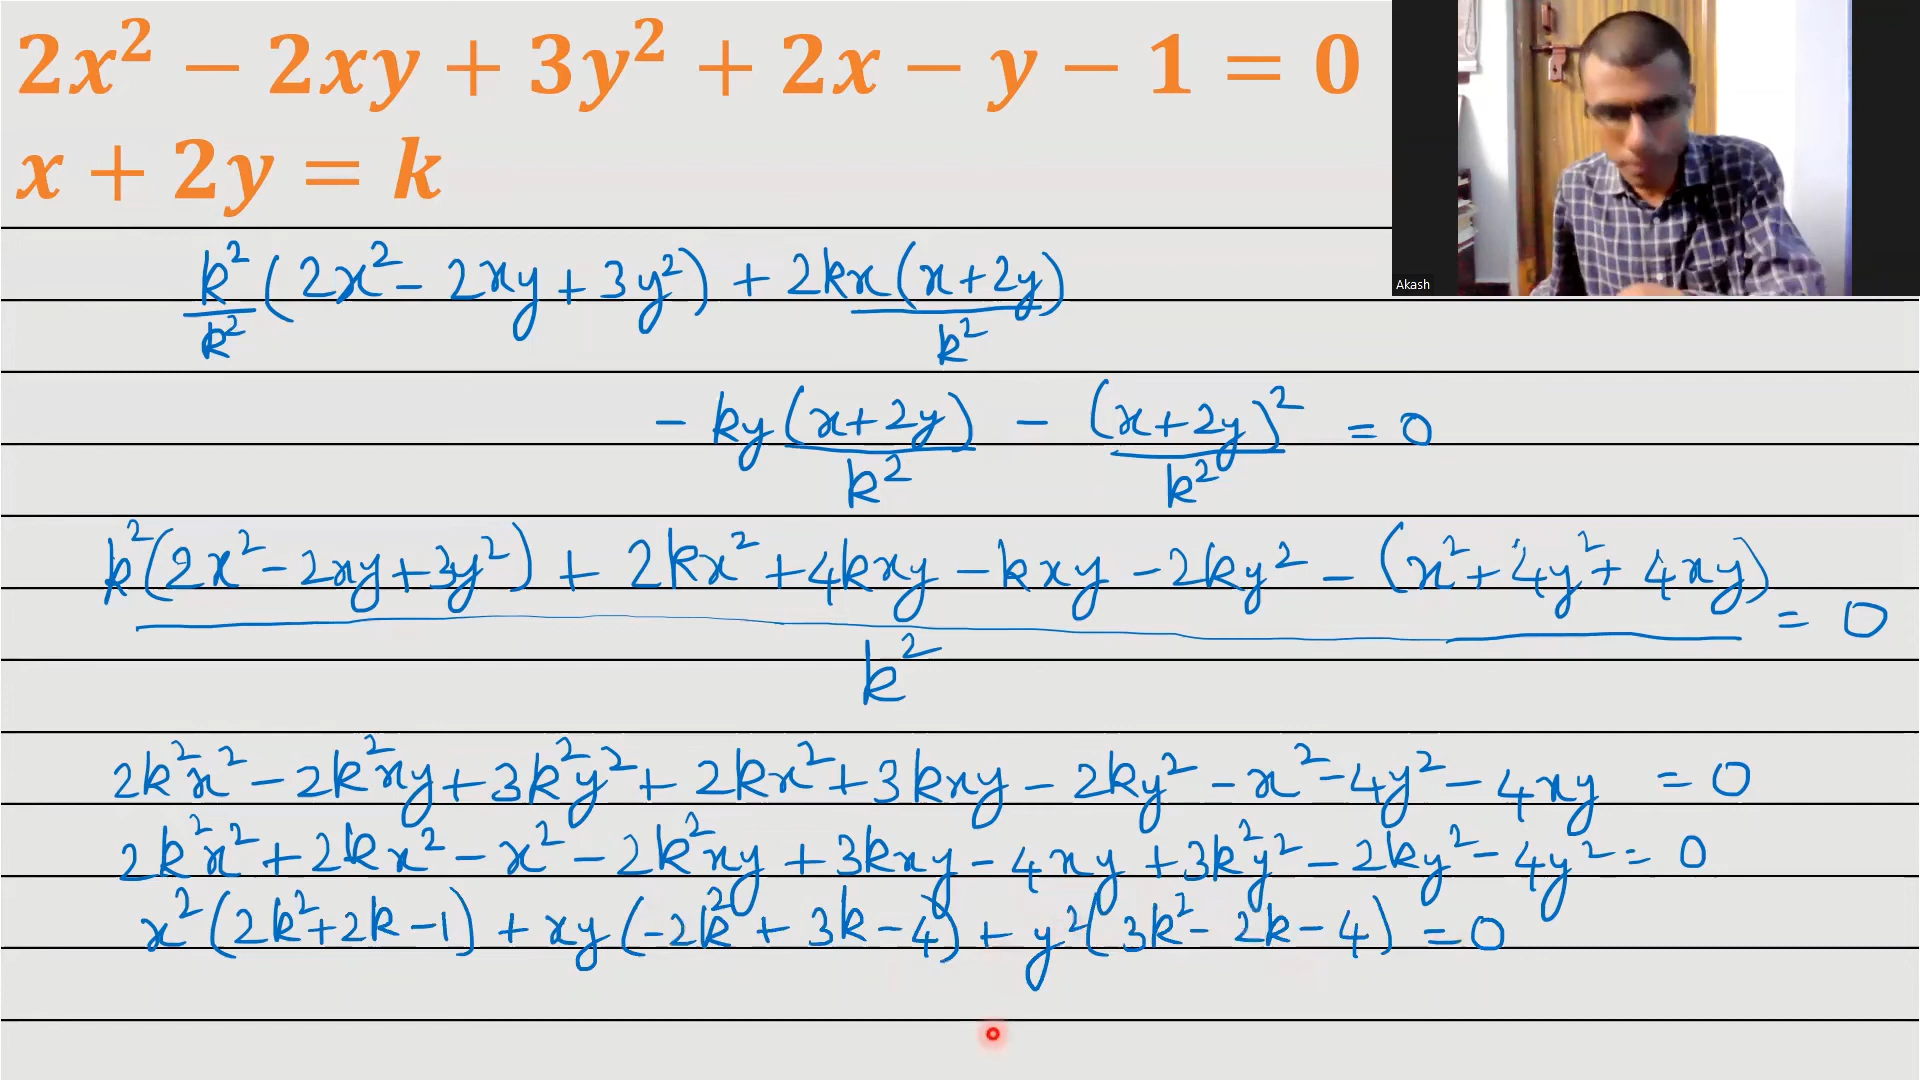 2x² − 2xy + 3y² + 2x − y − 1 = 0
x + 2y = k
Akash
k²/k² (2x² − 2xy + 3y²) + 2kx(x+2y)/k²
− ky(x+2y)/k² − (x+2y)²/k² = 0
k²(2x² − 2xy + 3y²) + 2kx² + 4kxy − kxy − 2ky² − (x² + 4y² + 4xy) / k² = 0
2k²x² − 2k²xy + 3k²y² + 2kx² + 3kxy − 2ky² − x² − 4y² − 4xy = 0
2k²x² + 2kx² − x² − 2k²xy + 3kxy − 4xy + 3k²y² − 2ky² − 4y² = 0
x²(2k² + 2k − 1) + xy(−2k² + 3k − 4) + y²(3k² − 2k − 4) = 0